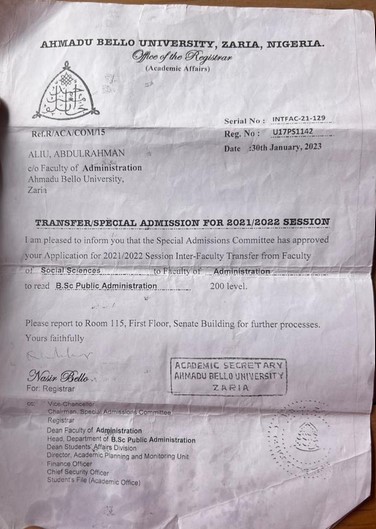 AHMADU BELLO UNIVERSITY, ZARIA, NIGERIA.
Office of the Registrar
(Academic Affairs)
Serial No : INTFAC-21-129
Ref.R/ACA/COM/15
Reg. No : U17PS1142
Date :30th January, 2023
ALIU, ABDULRAHMAN
c/o Faculty of Administration
Ahmadu Bello University,
Zaria
TRANSFER/SPECIAL ADMISSION FOR 2021/2022 SESSION
I am pleased to inform you that the Special Admissions Committee has approved
your Application for 2021/2022 Session Inter-Faculty Transfer from Faculty
of Social Sciences to Faculty of Administration
to read B.Sc Public Administration 200 level.
Please report to Room 115, First Floor, Senate Building for further processes.
Yours faithfully
Nasir Bello
For: Registrar
ACADEMIC SECRETARY
AHMADU BELLO UNIVERSITY
ZARIA
cc: Vice-Chancellor
Chairman, Special Admissions Committee
Registrar
Dean Faculty of Administration
Head, Department of B.Sc Public Administration
Dean Students Affairs Division
Director, Academic Planning and Monitoring Unit
Finance Officer
Chief Security Officer
Student's File (Academic Office)